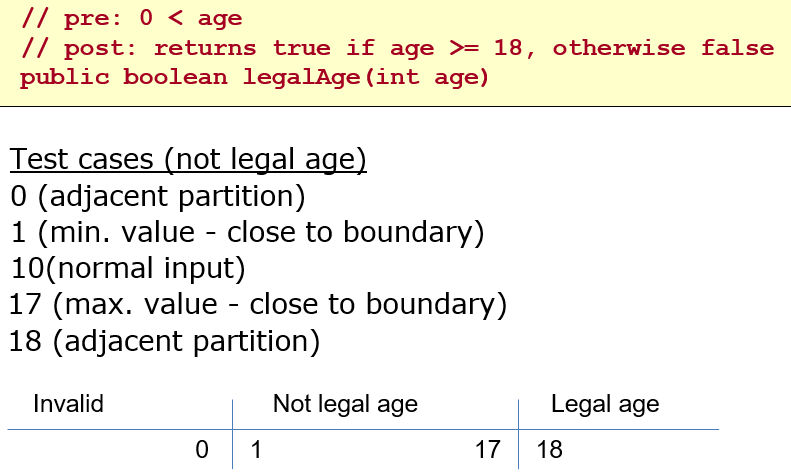 // pre: 0 < age
// post: returns true if age >= 18, otherwise false
public boolean legalAge(int age)
Test cases (not legal age)
0 (adjacent partition)
1 (min. value - close to boundary)
10(normal input)
17 (max. value - close to boundary)
18 (adjacent partition)
Invalid Not legal age Legal age
0 1 17 18